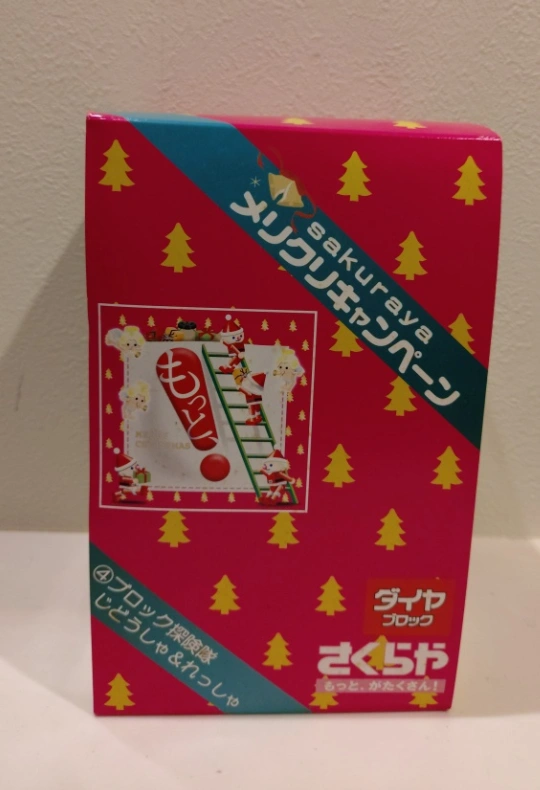 sakuraya
メリクリキャンペーン
もっと!
④ブロック探険隊
じどうしゃ&れっしゃ
ダイヤ
ブロック
さくらや
もっと、がたくさん!